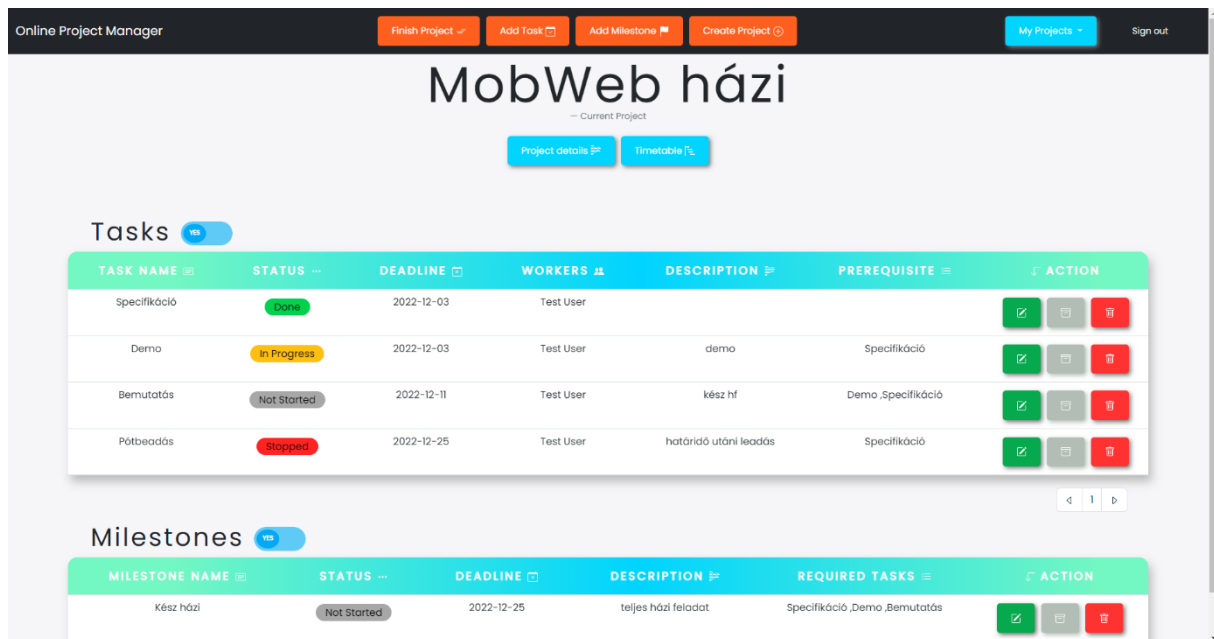 Online Project Manager Finish Project Add Task Add Milestone Create Project My Projects Sign out
MobWeb házi
— Current Project
Project details Timetable
Tasks YES
TASK NAME STATUS DEADLINE WORKERS DESCRIPTION PREREQUISITE ACTION
Specifikáció Done 2022-12-03 Test User
Demo In Progress 2022-12-03 Test User demo Specifikáció
Bemutatás Not Started 2022-12-11 Test User kész hf Demo ,Specifikáció
Pótbeadás Stopped 2022-12-25 Test User határidő utáni leadás Specifikáció
1
Milestones YES
MILESTONE NAME STATUS DEADLINE DESCRIPTION REQUIRED TASKS ACTION
Kész házi Not Started 2022-12-25 teljes házi feladat Specifikáció ,Demo ,Bemutatás